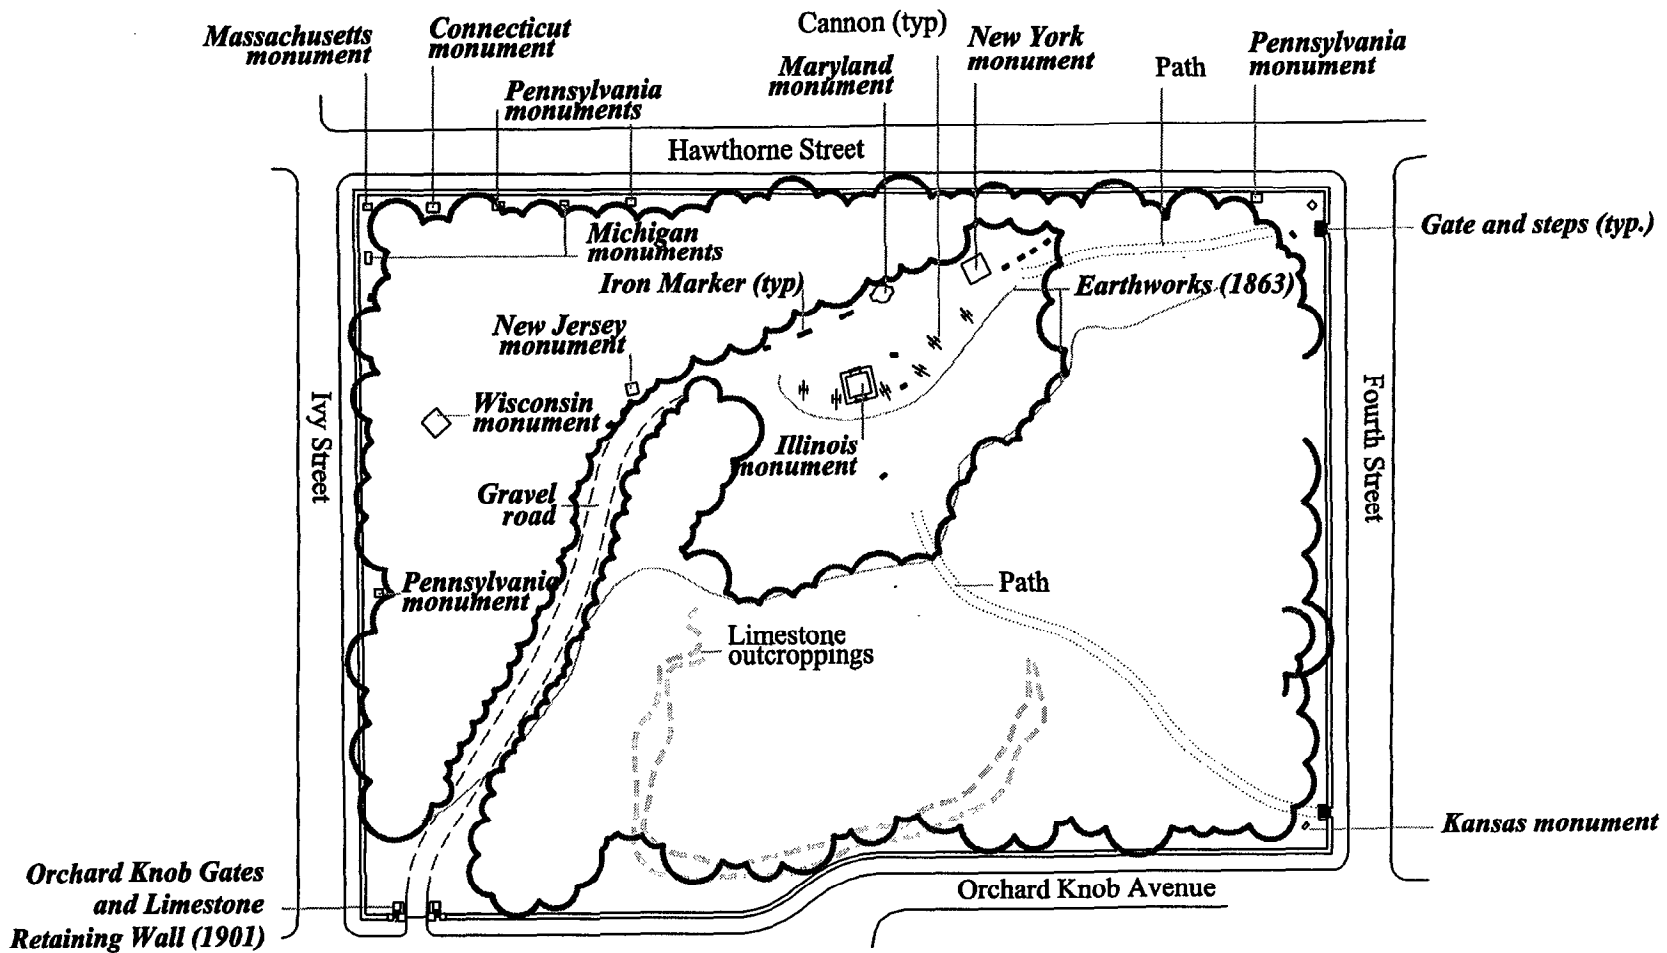 Massachusetts
monument
Connecticut
monument
Pennsylvania
monuments
Cannon (typ)
Maryland
monument
New York
monument
Path
Pennsylvania
monument
Hawthorne Street
Michigan
monuments
Iron Marker (typ)
Gate and steps (typ.)
Earthworks (1863)
New Jersey
monument
Wisconsin
monument
Ivy Street
Fourth Street
Illinois
monument
Gravel
road
Pennsylvania
monument
Path
Limestone
outcroppings
Kansas monument
Orchard Knob Gates
and Limestone
Retaining Wall (1901)
Orchard Knob Avenue